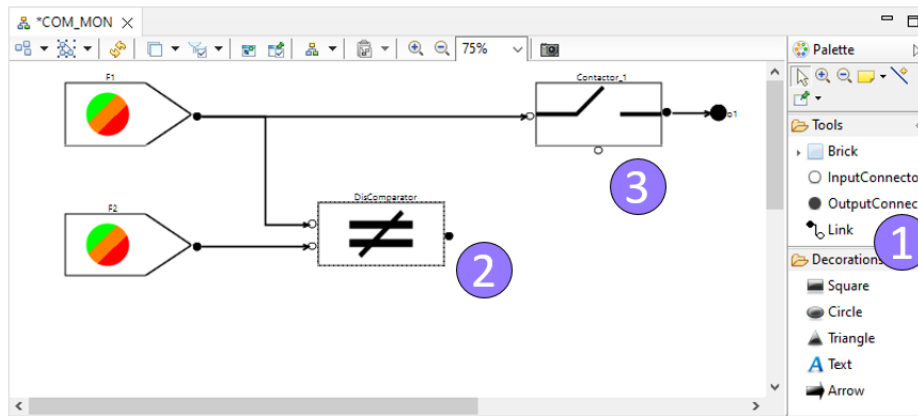 *COM_MON
75%
Palette
F1
Contactor_1
o1
Tools
Brick
InputConnecto
OutputConnec
Link
1
F2
DisComparator
2
3
Decorations
Square
Circle
Triangle
A Text
Arrow